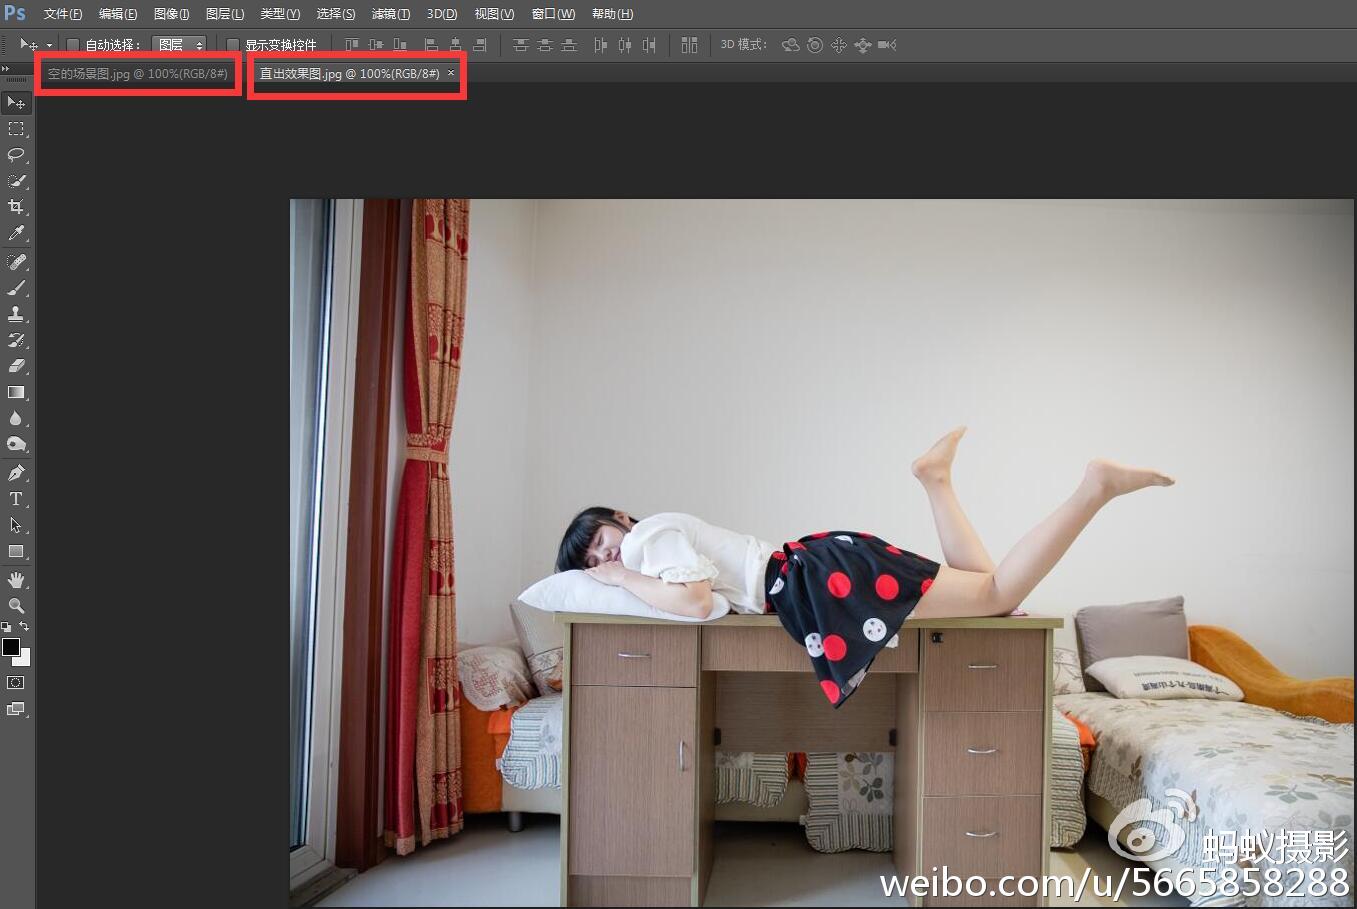 Ps 文件(F) 编辑(E) 图像(I) 图层(L) 类型(Y) 选择(S) 滤镜(T) 3D(D) 视图(V) 窗口(W) 帮助(H)
自动选择： 图层 显示变换控件 3D 模式：
空的场景图.jpg @ 100%(RGB/8#) 直出效果图.jpg @ 100%(RGB/8#) ×
T
蚂蚁摄影
weibo.com/u/5665858288